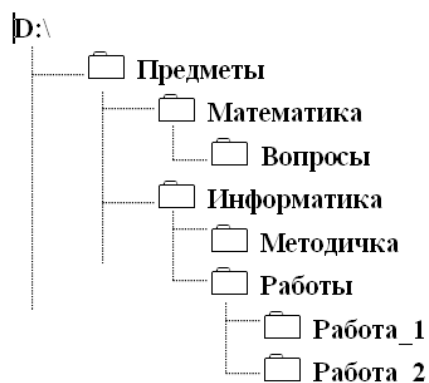 D:\
Предметы
Математика
Вопросы
Информатика
Методичка
Работы
Работа_1
Работа_2